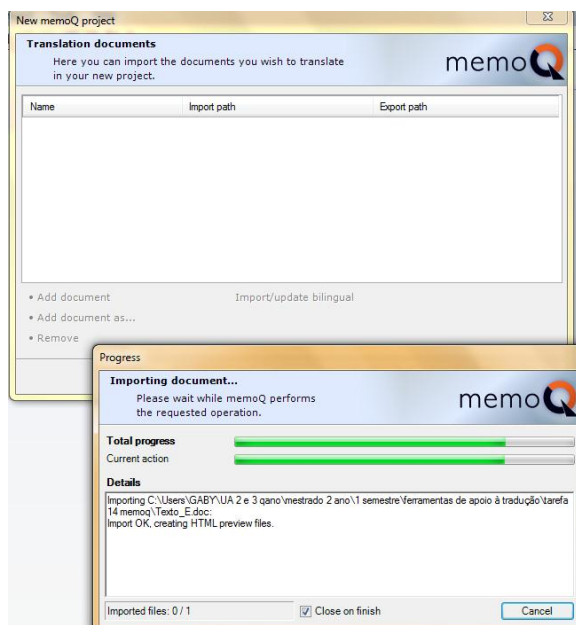 New memoQ project
Translation documents
Here you can import the documents you wish to translate
in your new project.
memoQ
Name Import path Export path
• Add document Import/update bilingual
• Add document as...
• Remove
Progress
Importing document...
Please wait while memoQ performs
the requested operation.
memoQ
Total progress
Current action
Details
Importing C:\Users\GABY\UA 2 e 3 qano\mestrado 2 ano\1 semestre\ferramentas de apoio à tradução\tarefa
14 memoq\Texto_E.doc:
Import OK, creating HTML preview files.
Imported files: 0 / 1 Close on finish Cancel